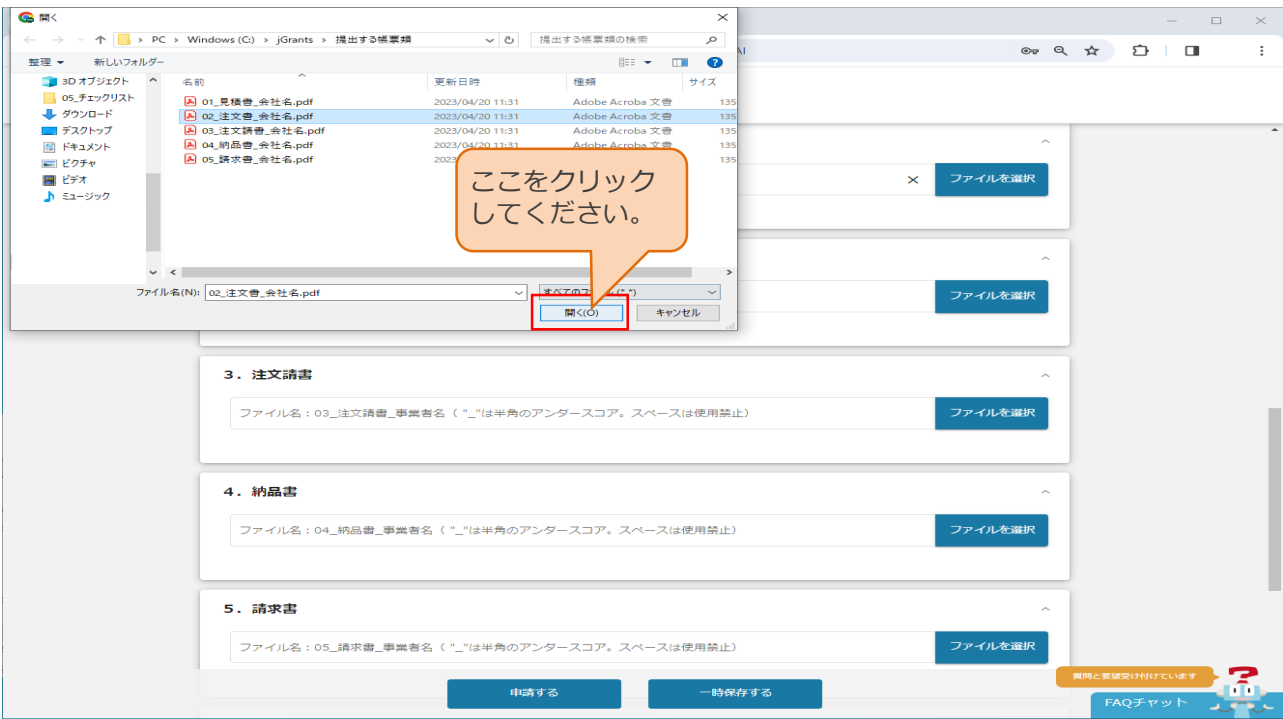 開く
PC › Windows (C:) › jGrants › 提出する帳票類
提出する帳票類の検索
整理
新しいフォルダー
3D オブジェクト
05_チェックリスト
ダウンロード
デスクトップ
ドキュメント
ピクチャ
ビデオ
ミュージック
名前 更新日時 種類 サイズ
01_見積書_会社名.pdf 2023/04/20 11:31 Adobe Acroba 文書 135
02_注文書_会社名.pdf 2023/04/20 11:31 Adobe Acroba 文書 135
03_注文請書_会社名.pdf 2023/04/20 11:31 Adobe Acroba 文書 135
04_納品書_会社名.pdf 2023/04/20 11:31 Adobe Acroba 文書 135
05_請求書_会社名.pdf 2023 135
ここをクリック
してください。
ファイル名(N): 02_注文書_会社名.pdf
開く(O) キャンセル
ファイルを選択
ファイルを選択
3．注文請書
ファイル名：03_注文請書_事業者名（ "_"は半角のアンダースコア。スペースは使用禁止）
ファイルを選択
4．納品書
ファイル名：04_納品書_事業者名（ "_"は半角のアンダースコア。スペースは使用禁止）
ファイルを選択
5．請求書
ファイル名：05_請求書_事業者名（ "_"は半角のアンダースコア。スペースは使用禁止）
ファイルを選択
申請する 一時保存する
質問と要望受け付けています
FAQチャット